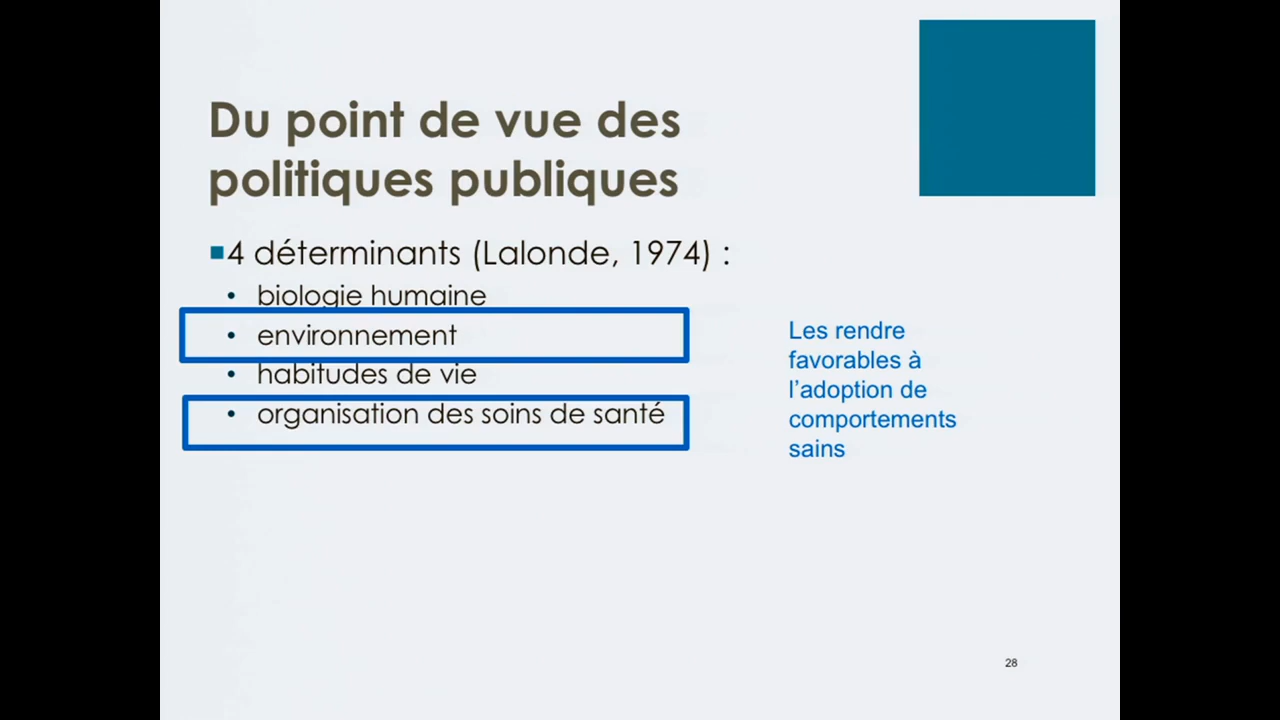 Du point de vue des
politiques publiques
4 déterminants (Lalonde, 1974) :
• biologie humaine
• environnement
• habitudes de vie
• organisation des soins de santé
Les rendre
favorables à
l’adoption de
comportements
sains
28